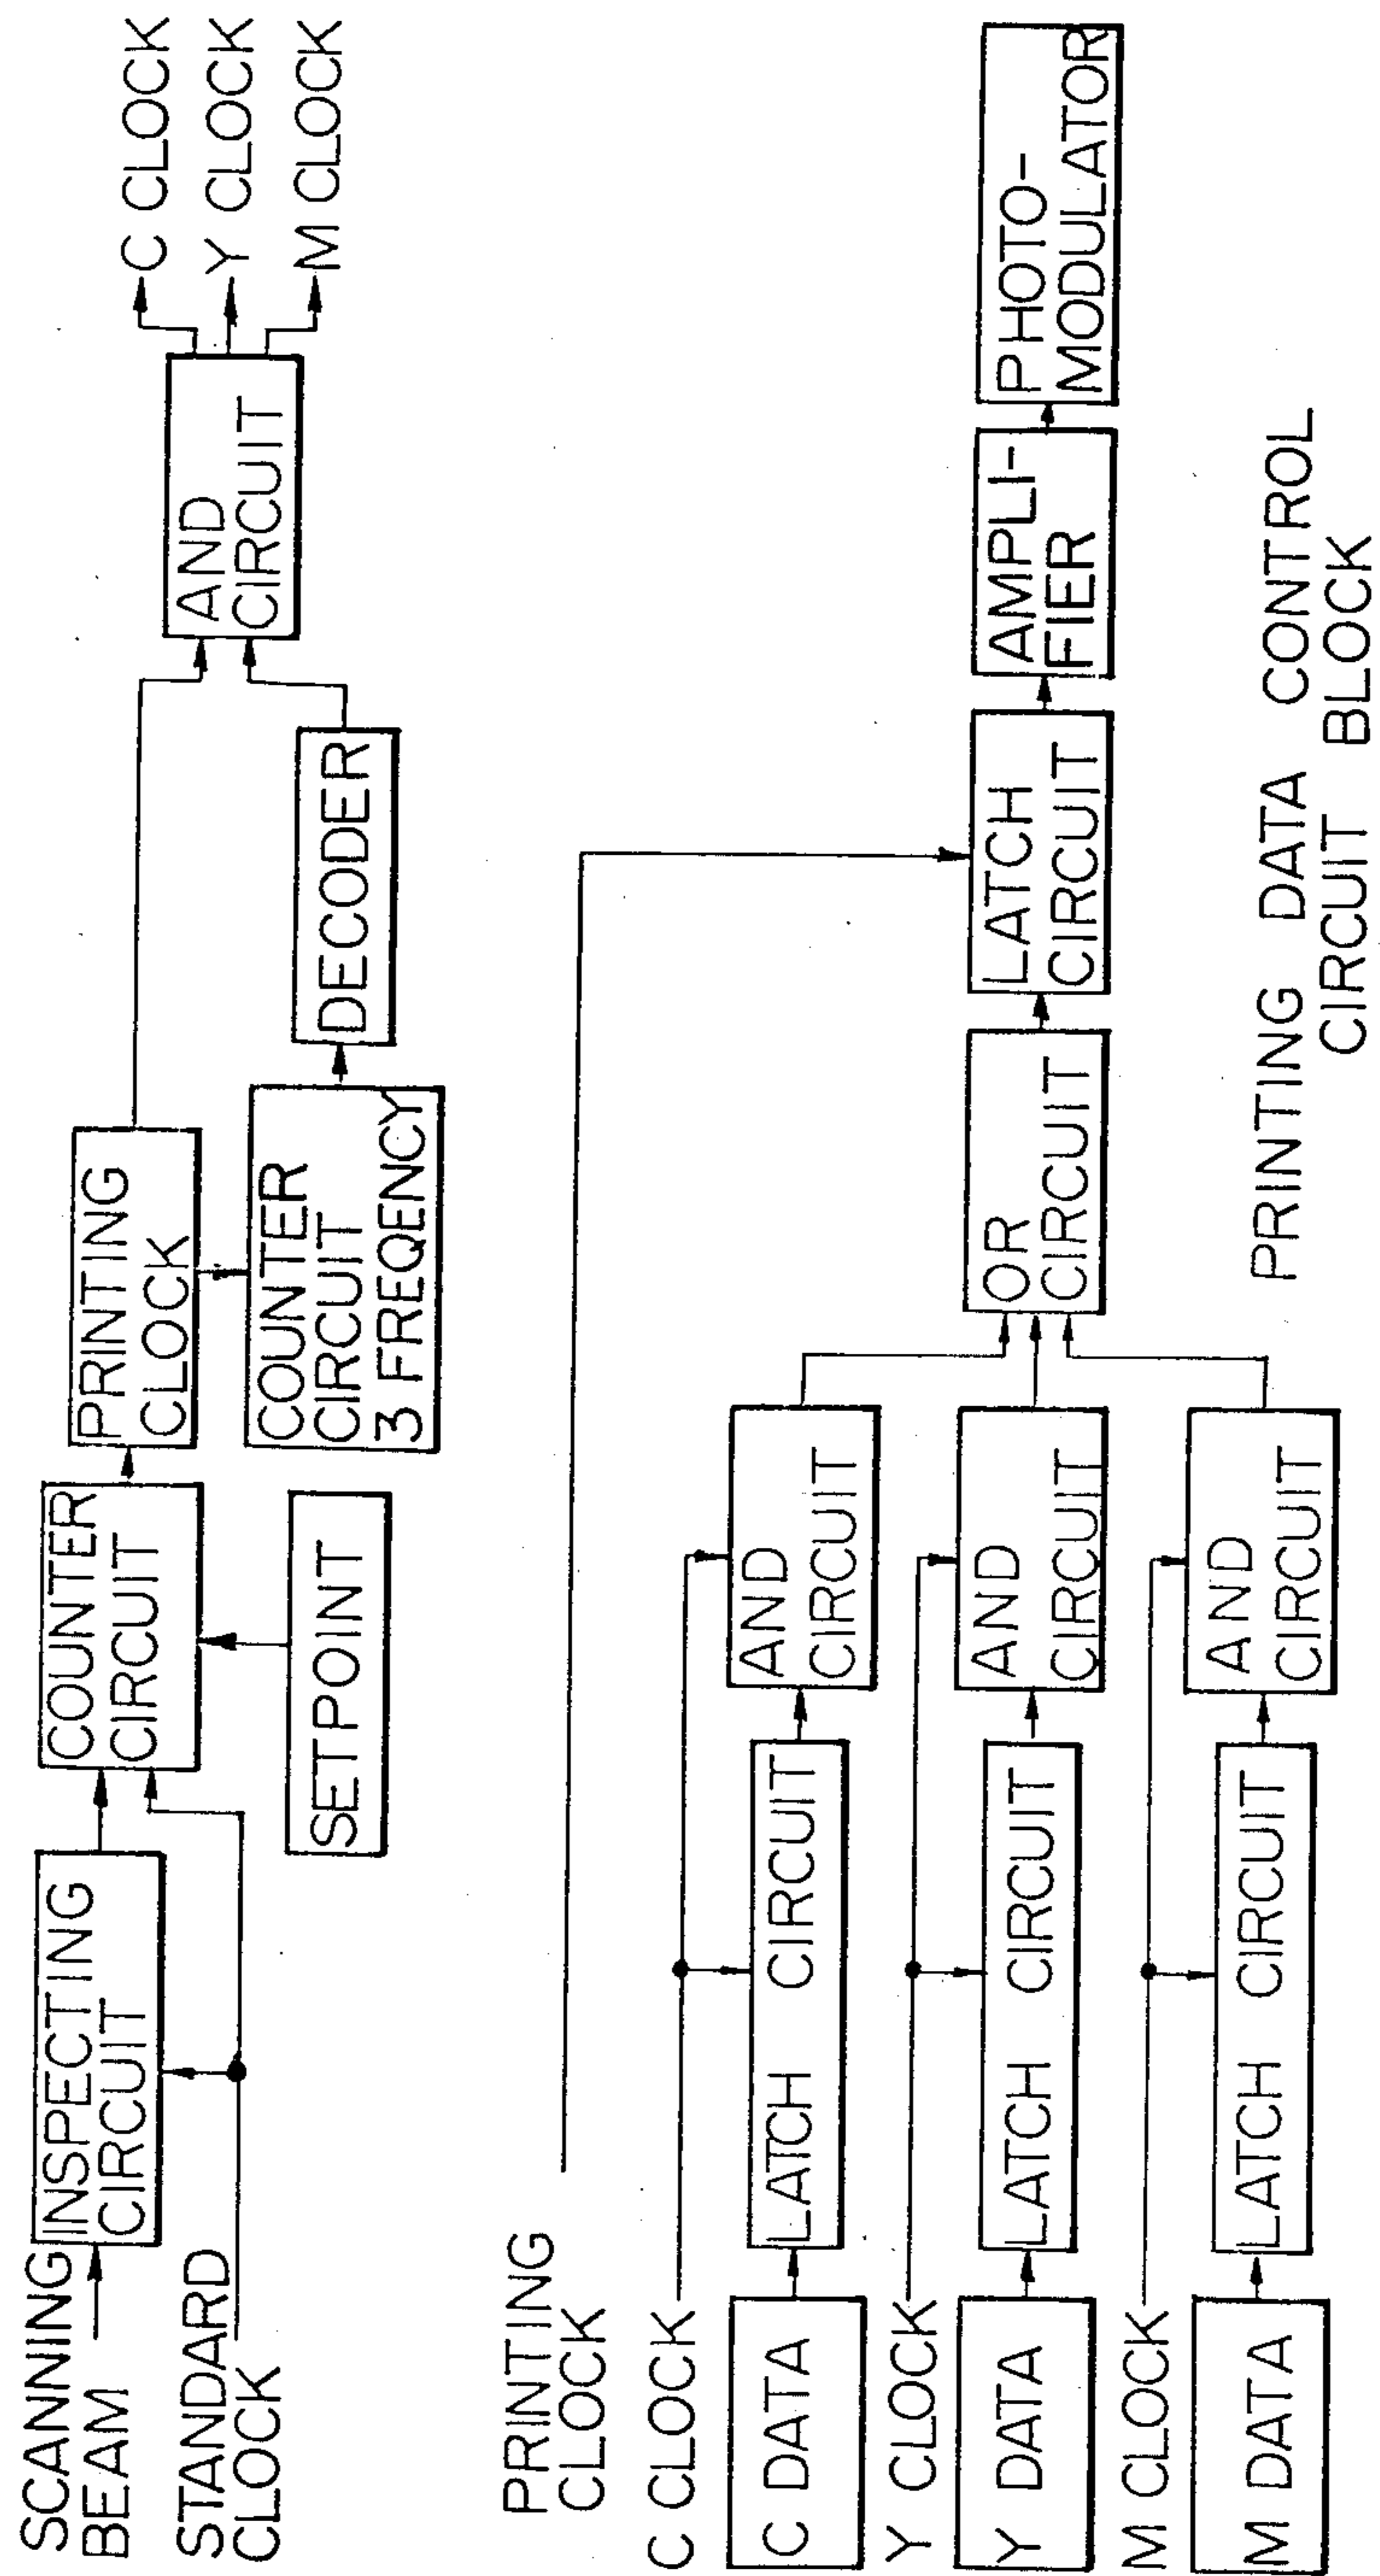 SCANNING
BEAM
STANDARD
CLOCK
INSPECTING
CIRCUIT
COUNTER
CIRCUIT
SETPOINT
PRINTING
CLOCK
COUNTER
CIRCUIT
3 FREQENCY
DECODER
AND
CIRCUIT
C CLOCK
Y CLOCK
M CLOCK
PRINTING
CLOCK
C CLOCK
C DATA
LATCH CIRCUIT
AND
CIRCUIT
Y CLOCK
Y DATA
LATCH CIRCUIT
AND
CIRCUIT
M CLOCK
M DATA
LATCH CIRCUIT
AND
CIRCUIT
OR
CIRCUIT
LATCH
CIRCUIT
AMPLI-
FIER
PHOTO-
MODULATOR
PRINTING DATA CONTROL
CIRCUIT BLOCK